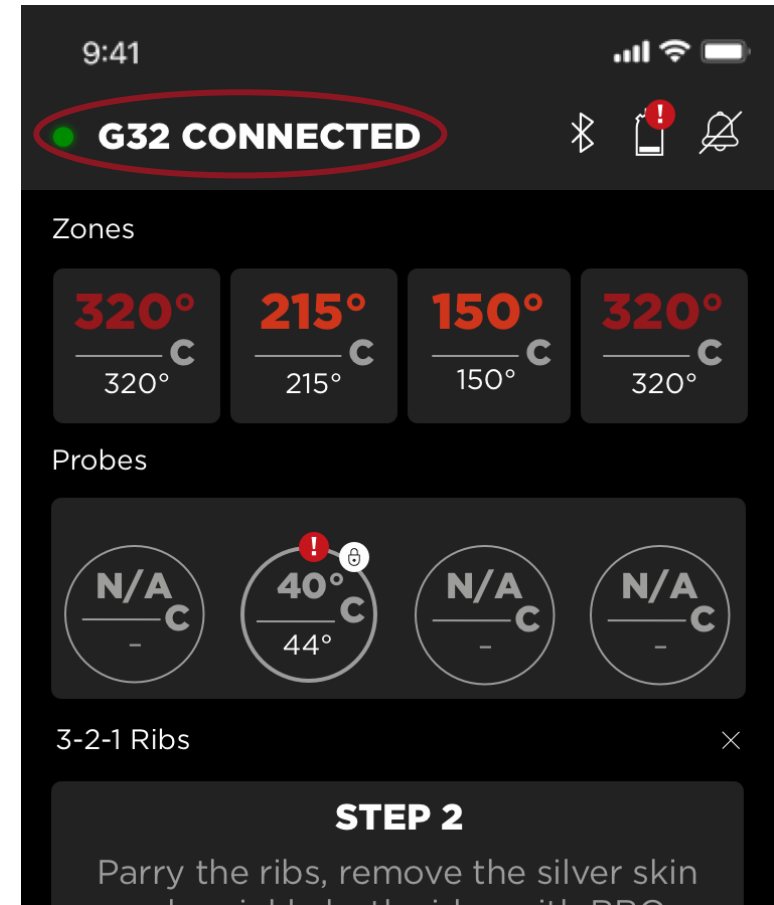 9:41
G32 CONNECTED
!
Zones
320° 215° 150° 320°
C C C C
320° 215° 150° 320°
Probes
!
N/A 40° N/A N/A
C C C C
- 44° - -
3-2-1 Ribs
STEP 2
Parry the ribs, remove the silver skin